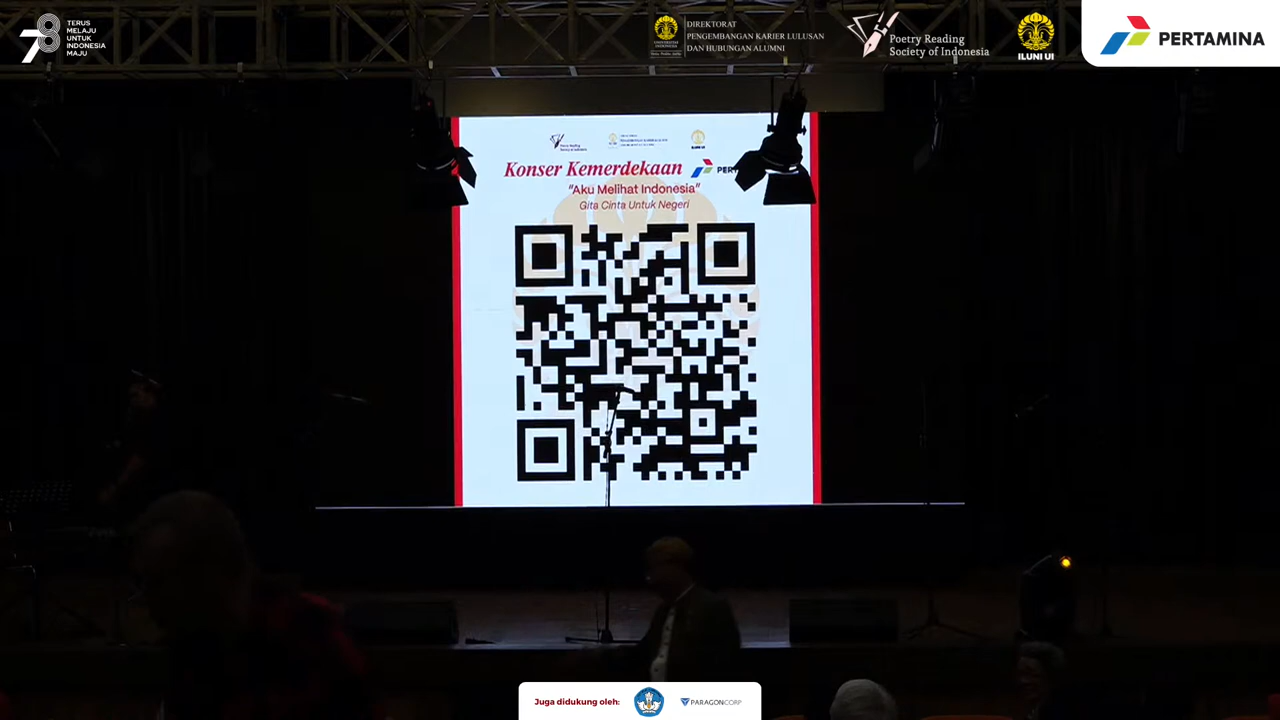 78
TERUS
MELAJU
UNTUK
INDONESIA
MAJU
DIREKTORAT
PENGEMBANGAN KARIER LULUSAN
DAN HUBUNGAN ALUMNI
Poetry Reading
Society of Indonesia
ILUNI UI
PERTAMINA
Konser Kemerdekaan
"Aku Melihat Indonesia"
Gita Cinta Untuk Negeri
Juga didukung oleh:
PARAGONCORP